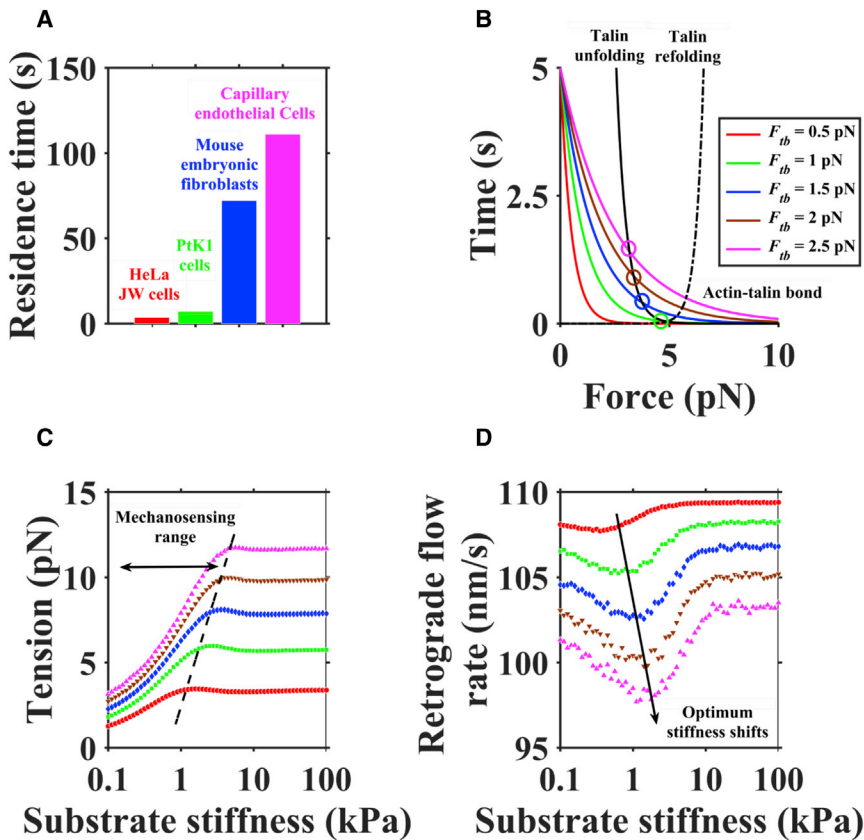 A
Residence time (s)
150
100
50
0
HeLa
JW cells
PtK1
cells
Mouse
embryonic
fibroblasts
Capillary
endothelial Cells
B
Talin
unfolding
Talin
refolding
Time (s)
5
2.5
0
F_tb = 0.5 pN
F_tb = 1 pN
F_tb = 1.5 pN
F_tb = 2 pN
F_tb = 2.5 pN
Actin-talin bond
0
5
10
Force (pN)
C
Tension (pN)
15
10
5
0
Mechanosensing
range
0.1
1
10
100
Substrate stiffness (kPa)
D
Retrograde flow
rate (nm/s)
110
105
100
95
Optimum
stiffness shifts
0.1
1
10
100
Substrate stiffness (kPa)